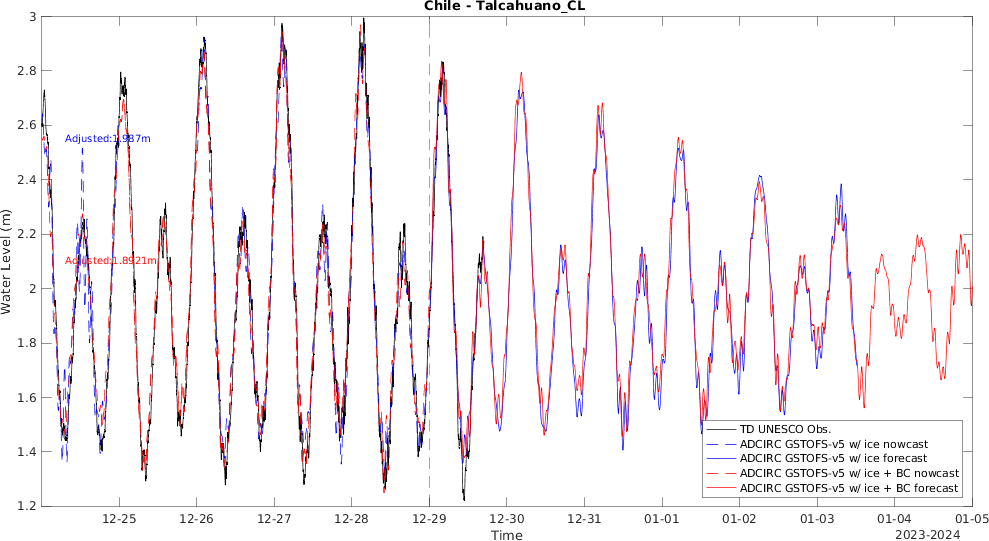 Chile - Talcahuano_CL
Water Level (m)
3
2.8
2.6
2.4
2.2
2
1.8
1.6
1.4
1.2
Adjusted:1.987m
Adjusted:1.8921m
TD UNESCO Obs.
ADCIRC GSTOFS-v5 w/ ice nowcast
ADCIRC GSTOFS-v5 w/ ice forecast
ADCIRC GSTOFS-v5 w/ ice + BC nowcast
ADCIRC GSTOFS-v5 w/ ice + BC forecast
12-25 12-26 12-27 12-28 12-29 12-30 12-31 01-01 01-02 01-03 01-04 01-05
Time
2023-2024